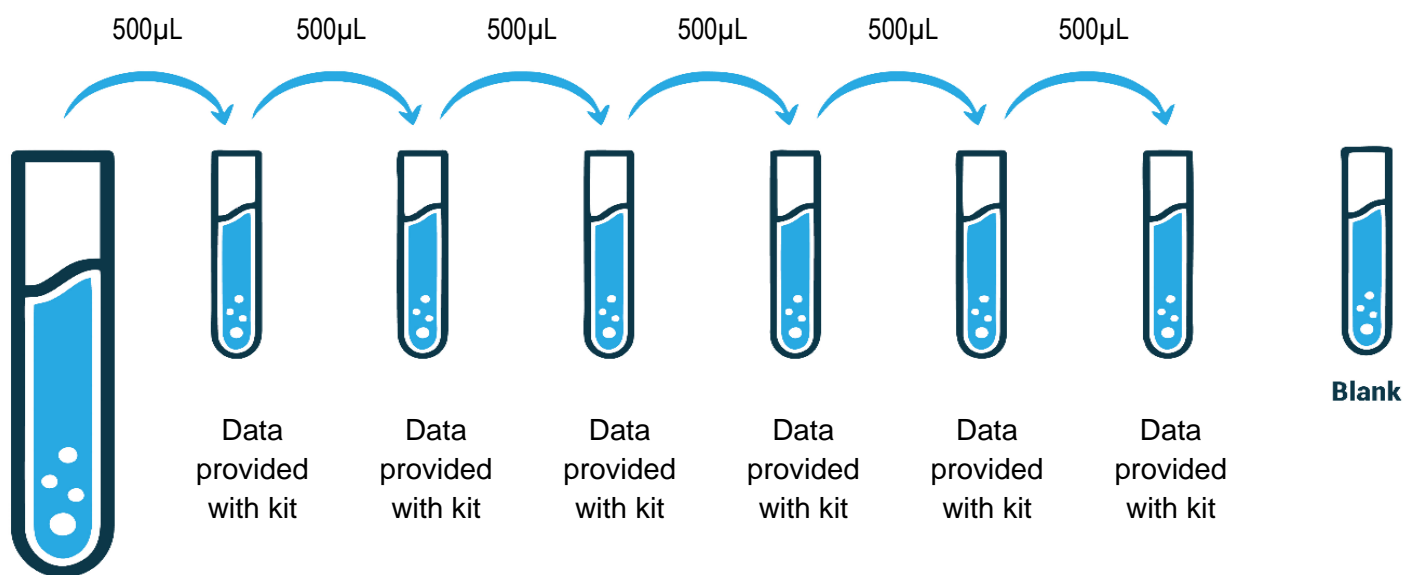 500µL 500µL 500µL 500µL 500µL 500µL
Blank
Data Data Data Data Data Data
provided provided provided provided provided provided
with kit with kit with kit with kit with kit with kit